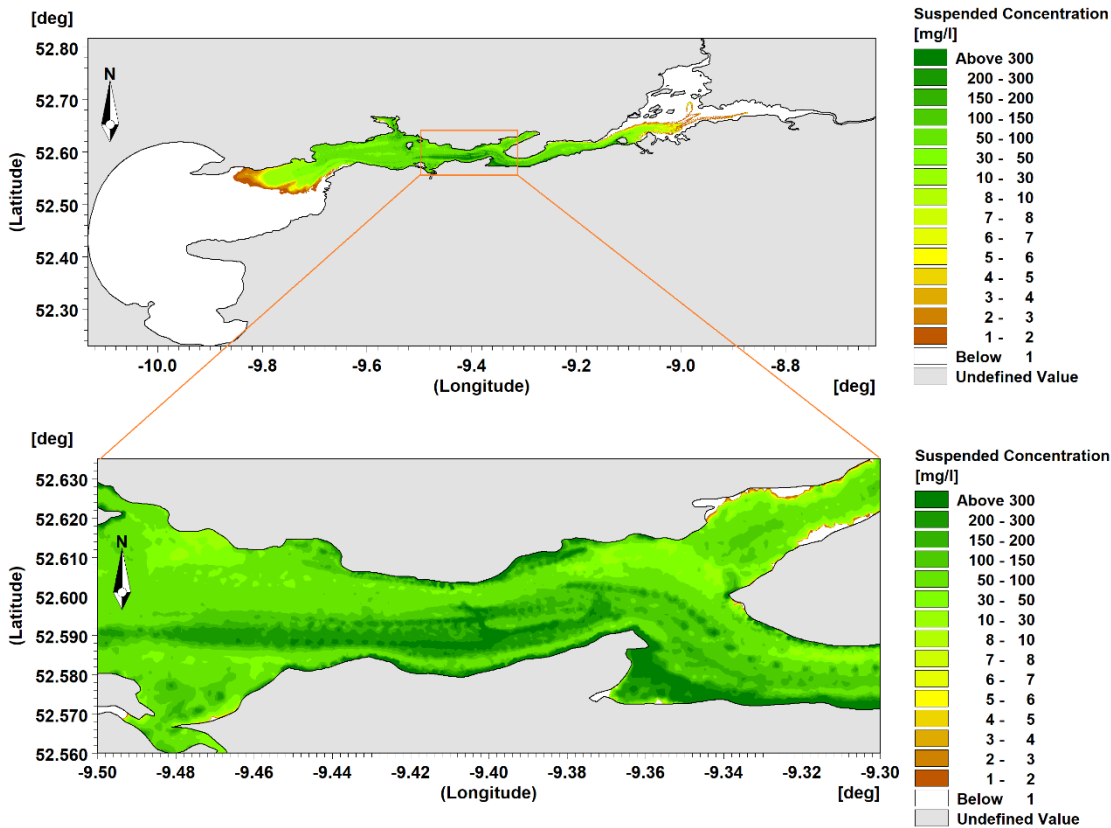 [deg]
Suspended Concentration
[mg/l]
52.80
52.70
52.60
52.50
52.40
52.30
(Latitude)
N
-10.0 -9.8 -9.6 -9.4 -9.2 -9.0 -8.8
(Longitude)
[deg]
Above 300
200 - 300
150 - 200
100 - 150
50 - 100
30 - 50
10 - 30
8 - 10
7 - 8
6 - 7
5 - 6
4 - 5
3 - 4
2 - 3
1 - 2
Below 1
Undefined Value
[deg]
Suspended Concentration
[mg/l]
52.630
52.620
52.610
52.600
52.590
52.580
52.570
52.560
(Latitude)
N
-9.50 -9.48 -9.46 -9.44 -9.42 -9.40 -9.38 -9.36 -9.34 -9.32 -9.30
(Longitude)
[deg]
Above 300
200 - 300
150 - 200
100 - 150
50 - 100
30 - 50
10 - 30
8 - 10
7 - 8
6 - 7
5 - 6
4 - 5
3 - 4
2 - 3
1 - 2
Below 1
Undefined Value